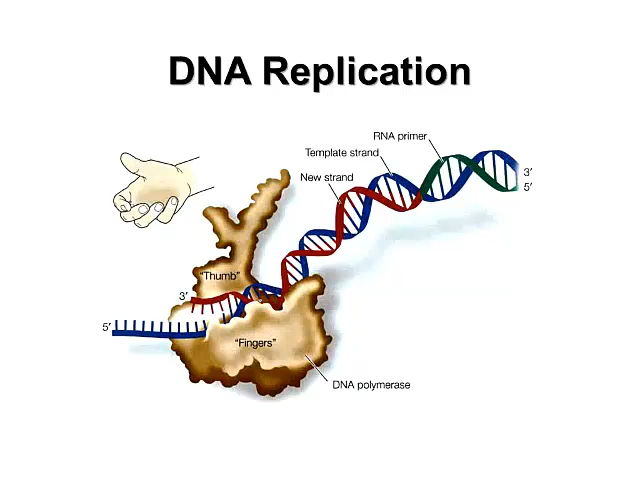 DNA Replication
RNA primer
Template strand
New strand
3′
5′
"Thumb"
3′
5′
"Fingers"
DNA polymerase